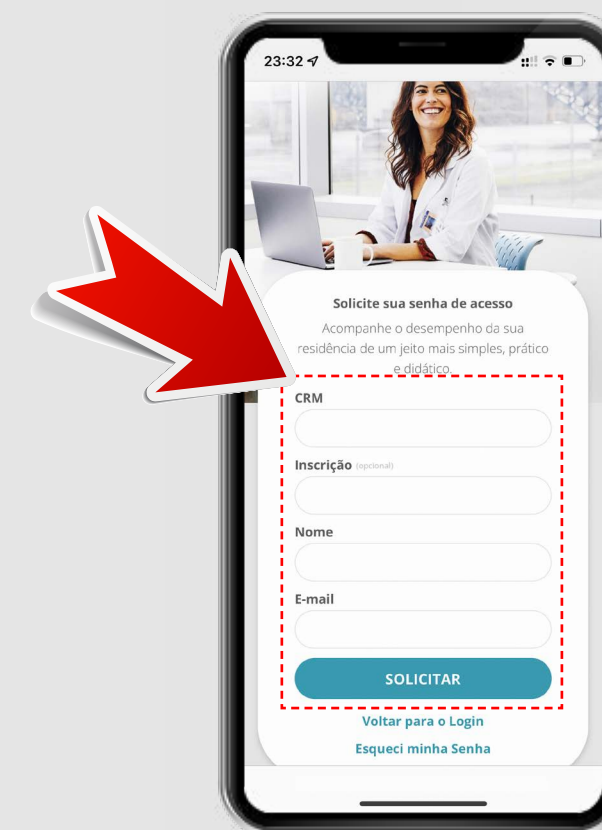 23:32
Solicite sua senha de acesso
Acompanhe o desempenho da sua
residência de um jeito mais simples, prático
e didático.
CRM
Inscrição (opcional)
Nome
E-mail
SOLICITAR
Voltar para o Login
Esqueci minha Senha